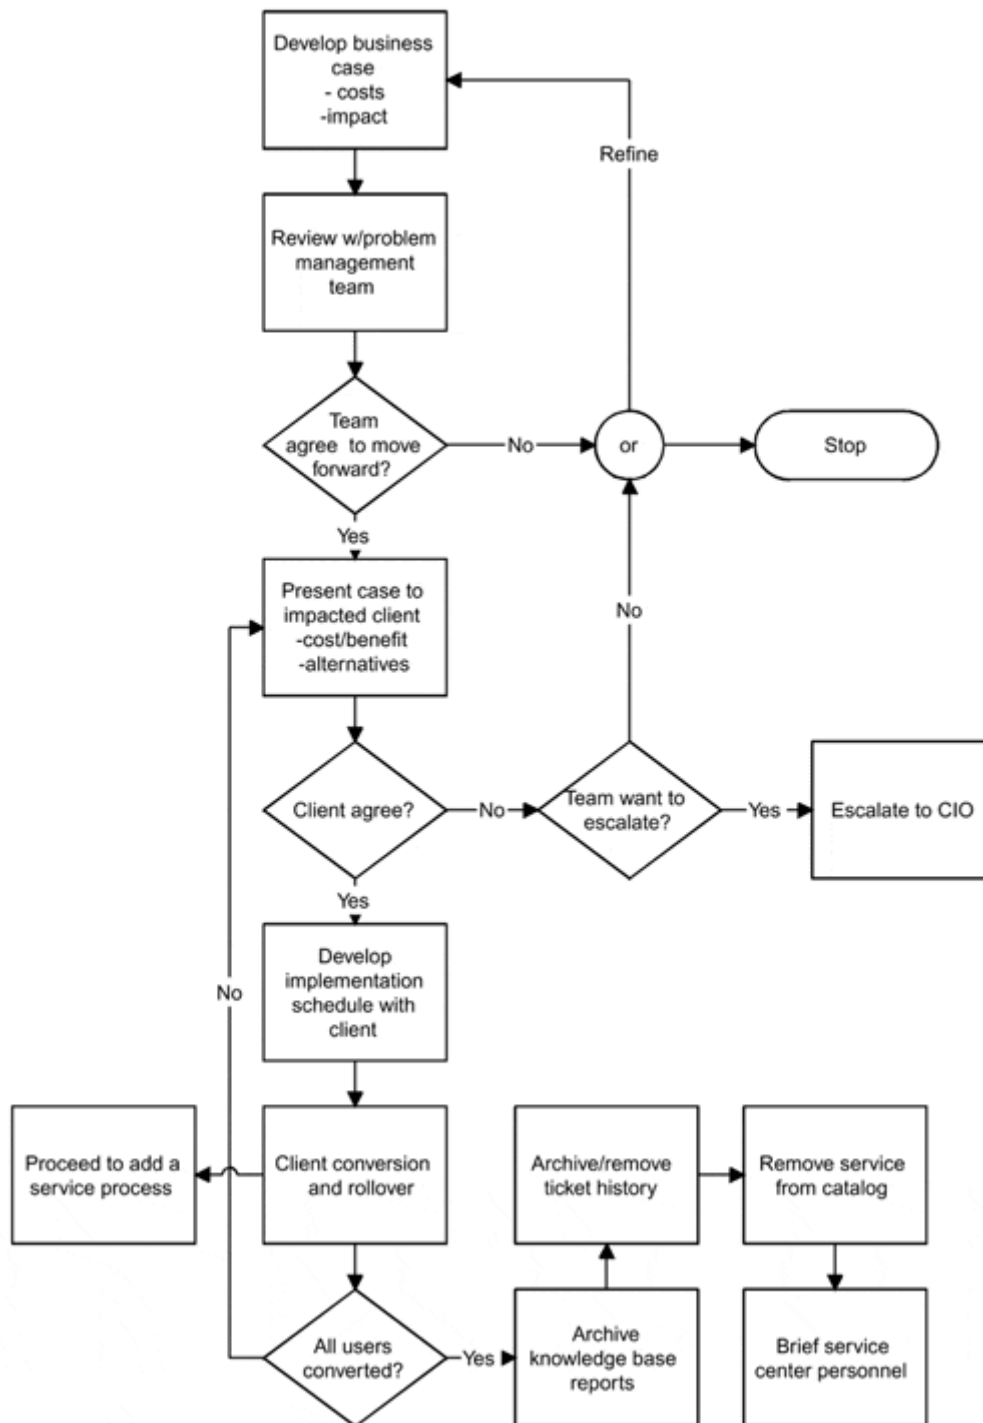 Develop business
case
- costs
-impact
Refine
Review w/problem
management
team
Team
agree to move
forward?
No
or
Stop
Yes
Present case to
impacted client
-cost/benefit
-alternatives
No
Client agree?
No
Team want to
escalate?
Yes
Escalate to CIO
Yes
Develop
implementation
schedule with
client
No
Proceed to add a
service process
Client conversion
and rollover
Archive/remove
ticket history
Remove service
from catalog
All users
converted?
Yes
Archive
knowledge base
reports
Brief service
center personnel